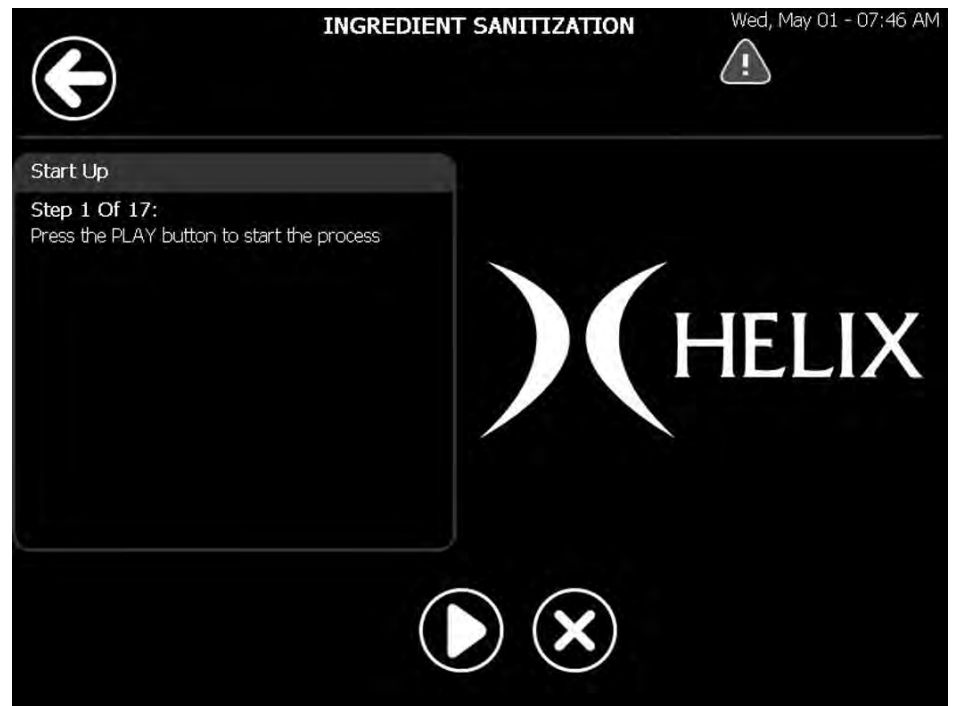 INGREDIENT SANITIZATION
Wed, May 01 - 07:46 AM
Start Up
Step 1 Of 17:
Press the PLAY button to start the process
HELIX